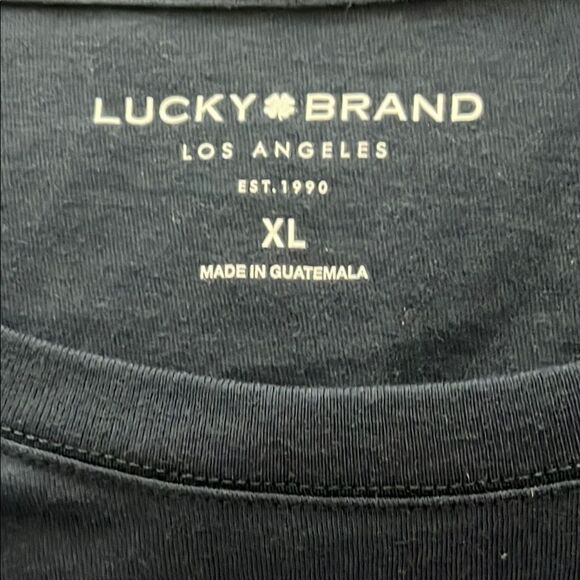 LUCKY BRAND
LOS ANGELES
EST. 1990
XL
MADE IN GUATEMALA